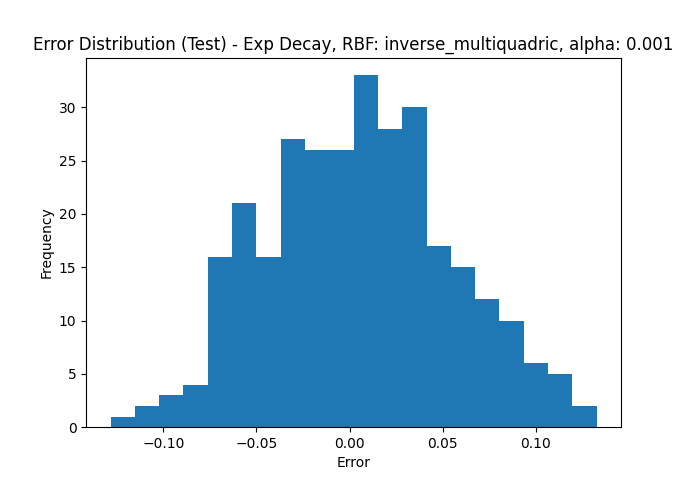 Error Distribution (Test) - Exp Decay, RBF: inverse_multiquadric, alpha: 0.001
Frequency
30
25
20
15
10
5
0
−0.10 −0.05 0.00 0.05 0.10
Error